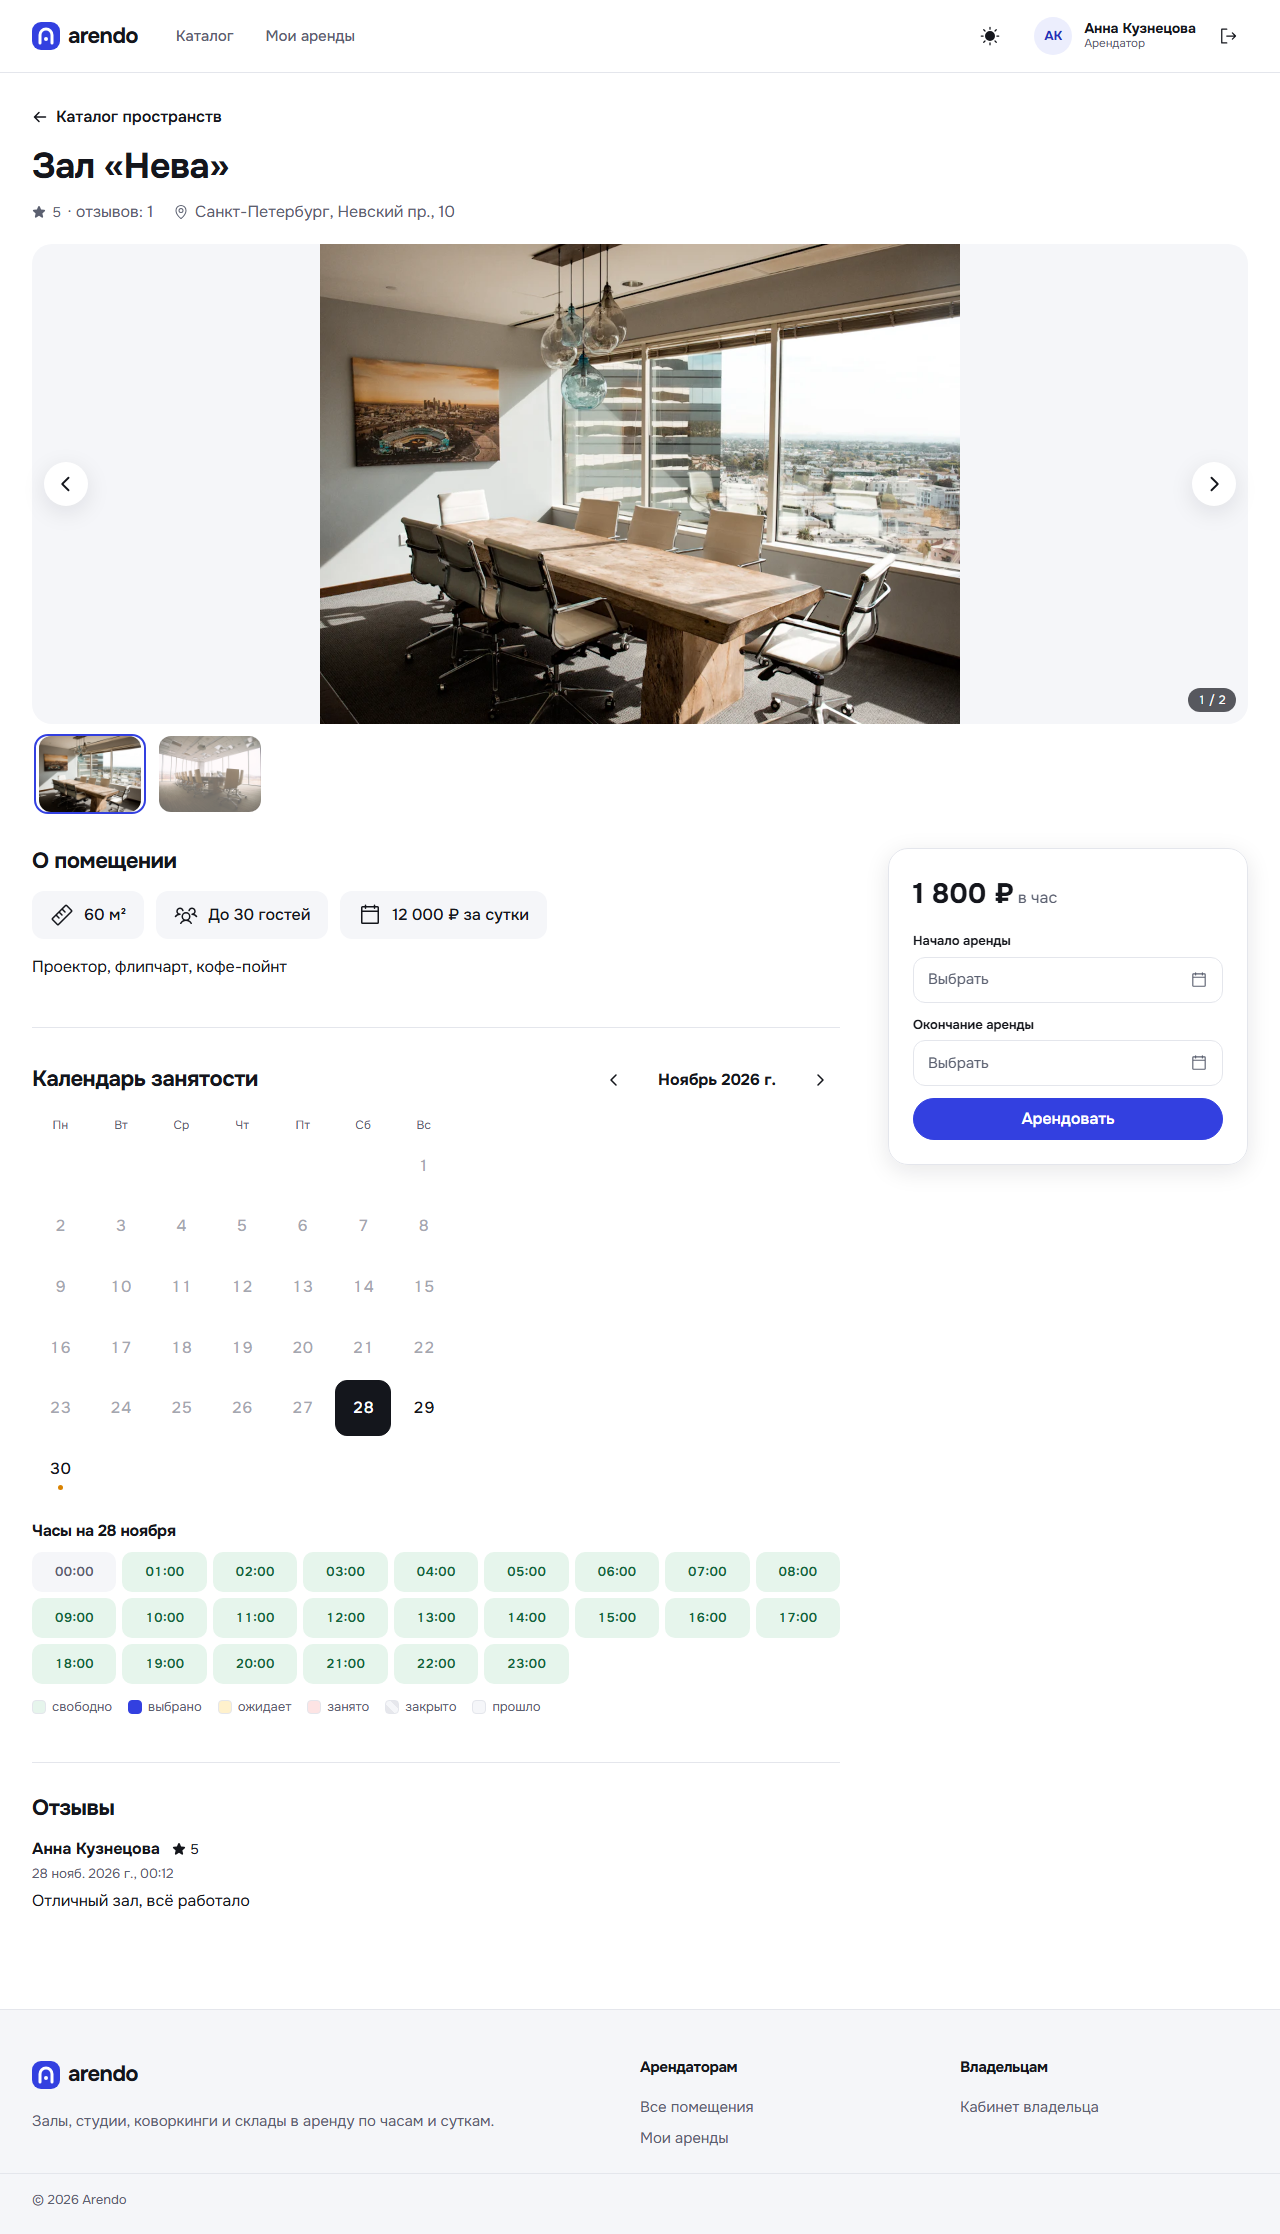 arendo
Каталог
Мои аренды
АК
Анна Кузнецова
Арендатор
Каталог пространств
Зал «Нева»
5 · отзывов: 1
Санкт-Петербург, Невский пр., 10
1 / 2
О помещении
60 м²
До 30 гостей
12 000 ₽ за сутки
Проектор, флипчарт, кофе-пойнт
1 800 ₽ в час
Начало аренды
Выбрать
Окончание аренды
Выбрать
Арендовать
Календарь занятости
Ноябрь 2026 г.
Пн Вт Ср Чт Пт Сб Вс
1
2 3 4 5 6 7 8
9 10 11 12 13 14 15
16 17 18 19 20 21 22
23 24 25 26 27 28 29
30
Часы на 28 ноября
00:00 01:00 02:00 03:00 04:00 05:00 06:00 07:00 08:00
09:00 10:00 11:00 12:00 13:00 14:00 15:00 16:00 17:00
18:00 19:00 20:00 21:00 22:00 23:00
свободно выбрано ожидает занято закрыто прошло
Отзывы
Анна Кузнецова 5
28 нояб. 2026 г., 00:12
Отличный зал, всё работало
arendo
Залы, студии, коворкинги и склады в аренду по часам и суткам.
Арендаторам
Все помещения
Мои аренды
Владельцам
Кабинет владельца
© 2026 Arendo